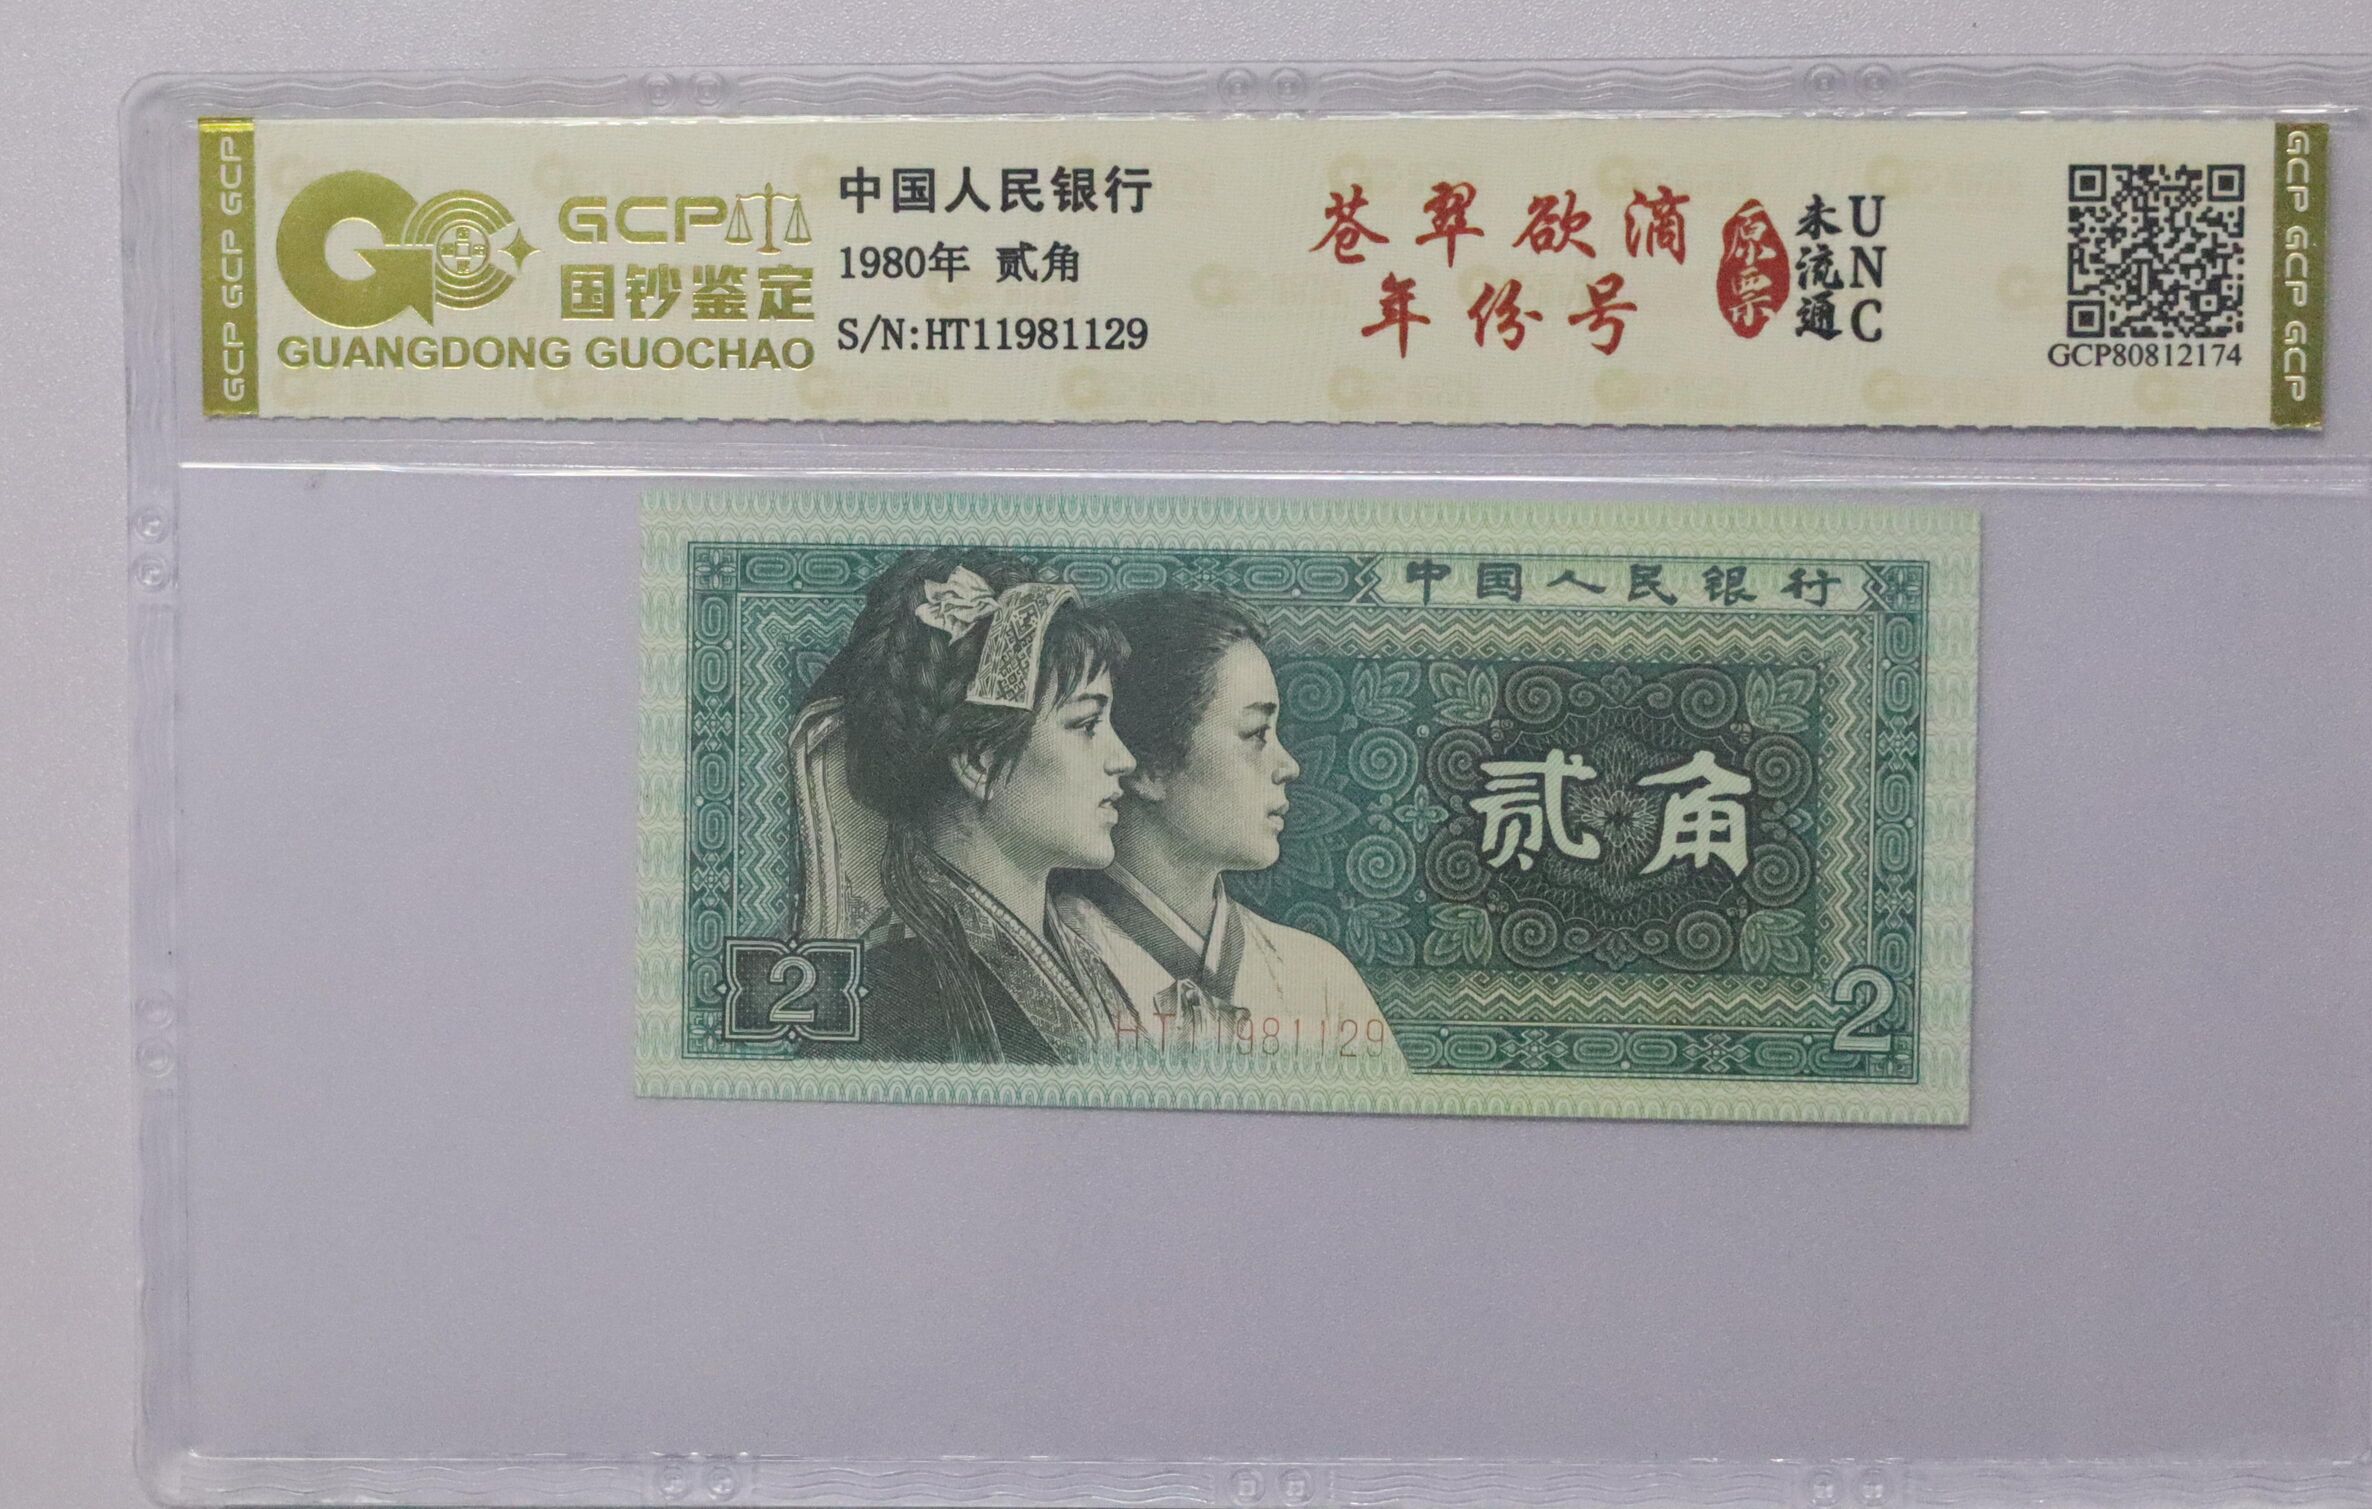 GCP GCP GCP
GCP
国钞鉴定
GUANGDONG GUOCHAO
中国人民银行
1980年 贰角
S/N:HT11981129
苍翠欲滴
年份号
原票
未流通
UNC
GCP80812174
GCP GCP GCP
中国人民银行
贰角
2
HT11981129
2